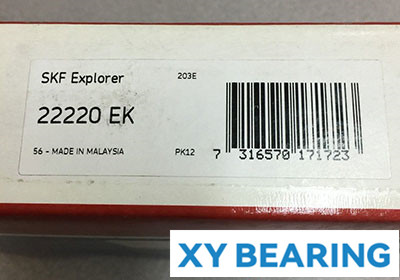 SKF Explorer
203E
22220 EK
56 - MADE IN MALAYSIA
PK12
7 316570 171723
XY BEARING